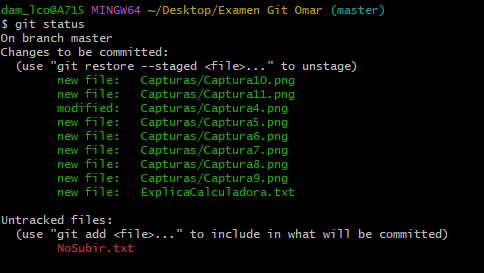 dam_lco@A715 MINGW64 ~/Desktop/Examen Git Omar (master)
$ git status
On branch master
Changes to be committed:
  (use "git restore --staged <file>..." to unstage)
        new file:   Capturas/Captura10.png
        new file:   Capturas/Captura11.png
        modified:   Capturas/Captura4.png
        new file:   Capturas/Captura5.png
        new file:   Capturas/Captura6.png
        new file:   Capturas/Captura7.png
        new file:   Capturas/Captura8.png
        new file:   Capturas/Captura9.png
        new file:   ExplicaCalculadora.txt

Untracked files:
  (use "git add <file>..." to include in what will be committed)
        NoSubir.txt